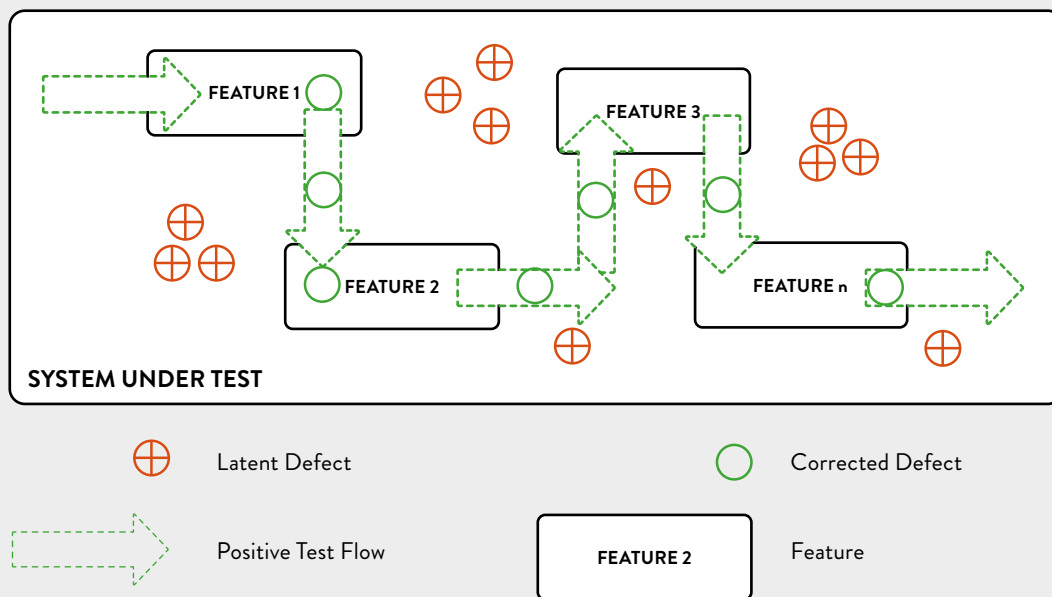 FEATURE 1
FEATURE 3
FEATURE 2
FEATURE n
SYSTEM UNDER TEST
Latent Defect
Corrected Defect
Positive Test Flow
FEATURE 2
Feature